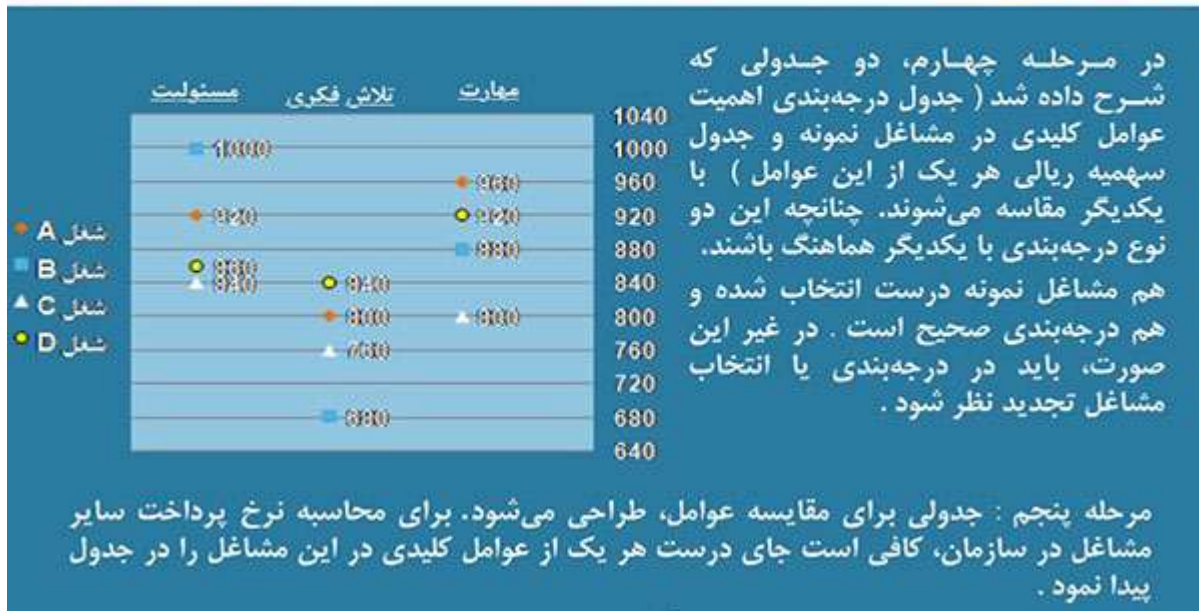 در مـرحلـه چهـارم، دو جـدولی که
شـرح داده شد ( جدول درجه‌بندی اهمیت
عوامل کلیدی در مشاغل نمونه و جدول
سهمیه ریالی هر یک از این عوامل ) با
یکدیگر مقاسه می‌شوند. چنانچه این دو
نوع درجه‌بندی با یکدیگر هماهنگ باشند.
هم مشاغل نمونه درست انتخاب شده و
هم درجه‌بندی صحیح است . در غیر این
صورت، باید در درجه‌بندی یا انتخاب
مشاغل تجدید نظر شود .
مهارت تلاش فکری مسئولیت
1040
1000
960
920
880
840
800
760
720
680
640
960
920
880
800
840
800
760
680
1000
920
860
840
شغل A
شغل B
شغل C
شغل D
مرحله پنجم : جدولی برای مقایسه عوامل، طراحی می‌شود. برای محاسبه نرخ پرداخت سایر
مشاغل در سازمان، کافی است جای درست هر یک از عوامل کلیدی در این مشاغل را در جدول
پیدا نمود .